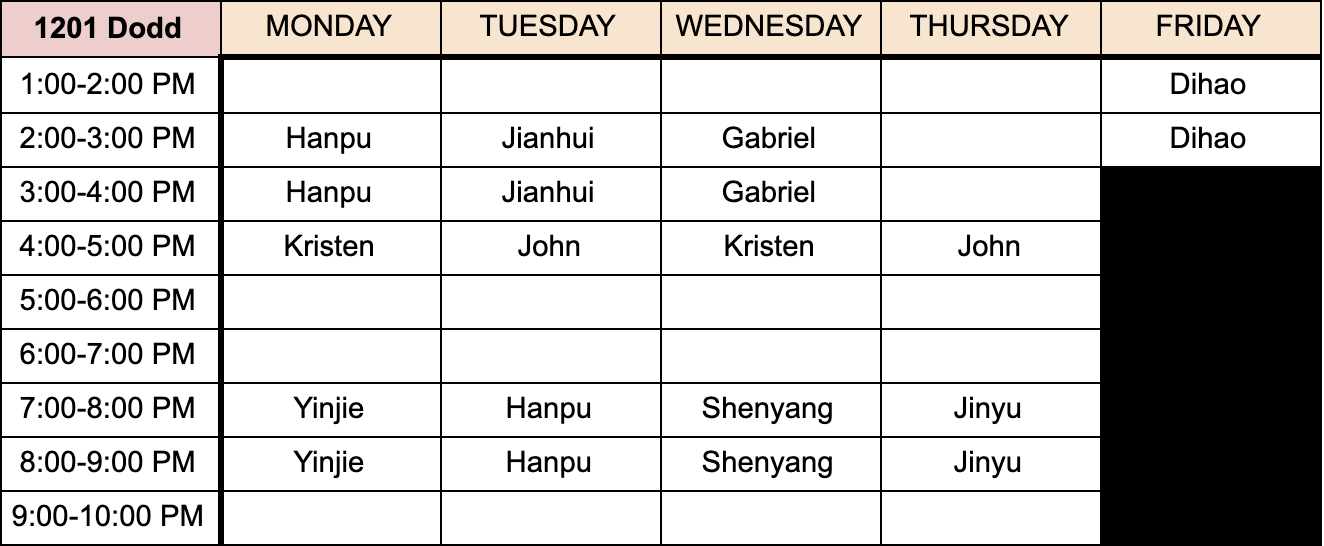 1201 Dodd MONDAY TUESDAY WEDNESDAY THURSDAY FRIDAY
1:00-2:00 PM Dihao
2:00-3:00 PM Hanpu Jianhui Gabriel Dihao
3:00-4:00 PM Hanpu Jianhui Gabriel
4:00-5:00 PM Kristen John Kristen John
5:00-6:00 PM
6:00-7:00 PM
7:00-8:00 PM Yinjie Hanpu Shenyang Jinyu
8:00-9:00 PM Yinjie Hanpu Shenyang Jinyu
9:00-10:00 PM